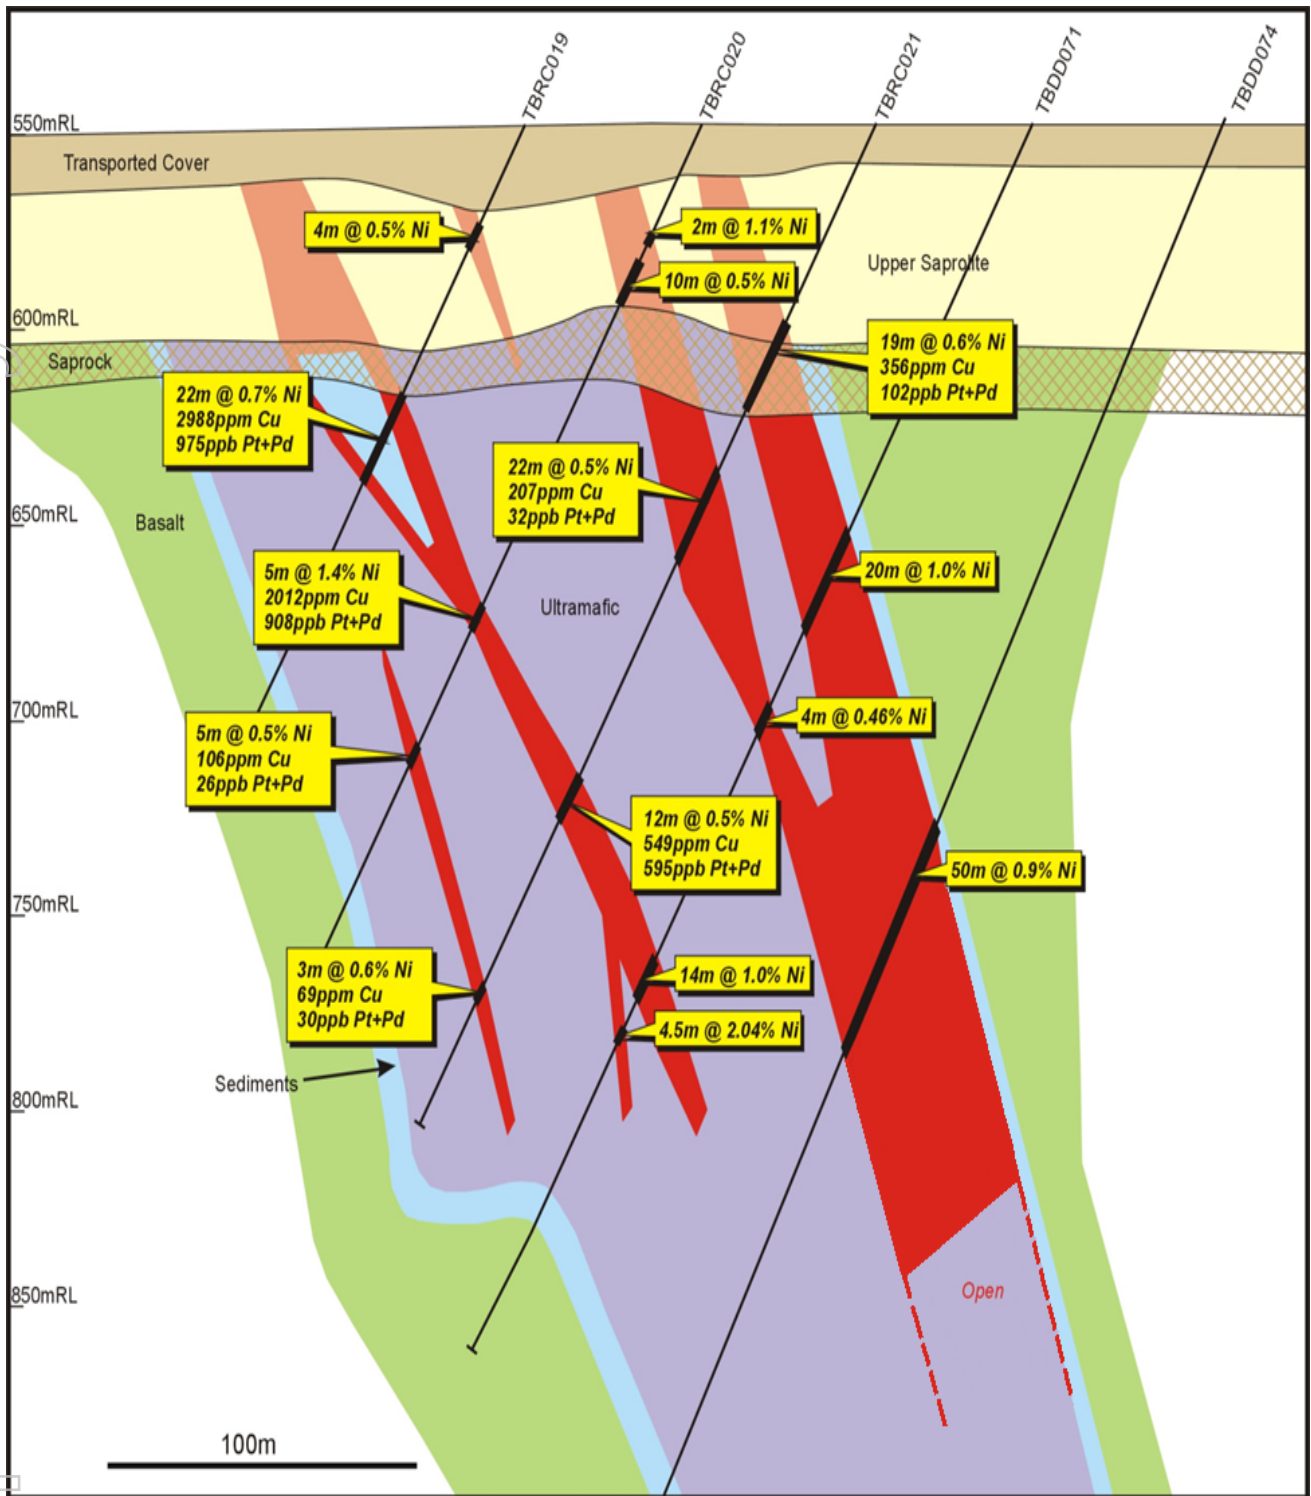 TBRC019
TBRC020
TBRC021
TBDD071
TBDD074
550mRL
Transported Cover
4m @ 0.5% Ni
2m @ 1.1% Ni
10m @ 0.5% Ni
Upper Saprolite
600mRL
Saprock
19m @ 0.6% Ni
356ppm Cu
102ppb Pt+Pd
22m @ 0.7% Ni
2988ppm Cu
975ppb Pt+Pd
22m @ 0.5% Ni
207ppm Cu
32ppb Pt+Pd
650mRL
Basalt
5m @ 1.4% Ni
2012ppm Cu
908ppb Pt+Pd
20m @ 1.0% Ni
Ultramafic
700mRL
4m @ 0.46% Ni
5m @ 0.5% Ni
106ppm Cu
26ppb Pt+Pd
12m @ 0.5% Ni
549ppm Cu
595ppb Pt+Pd
50m @ 0.9% Ni
750mRL
3m @ 0.6% Ni
69ppm Cu
30ppb Pt+Pd
14m @ 1.0% Ni
4.5m @ 2.04% Ni
Sediments
800mRL
850mRL
Open
100m